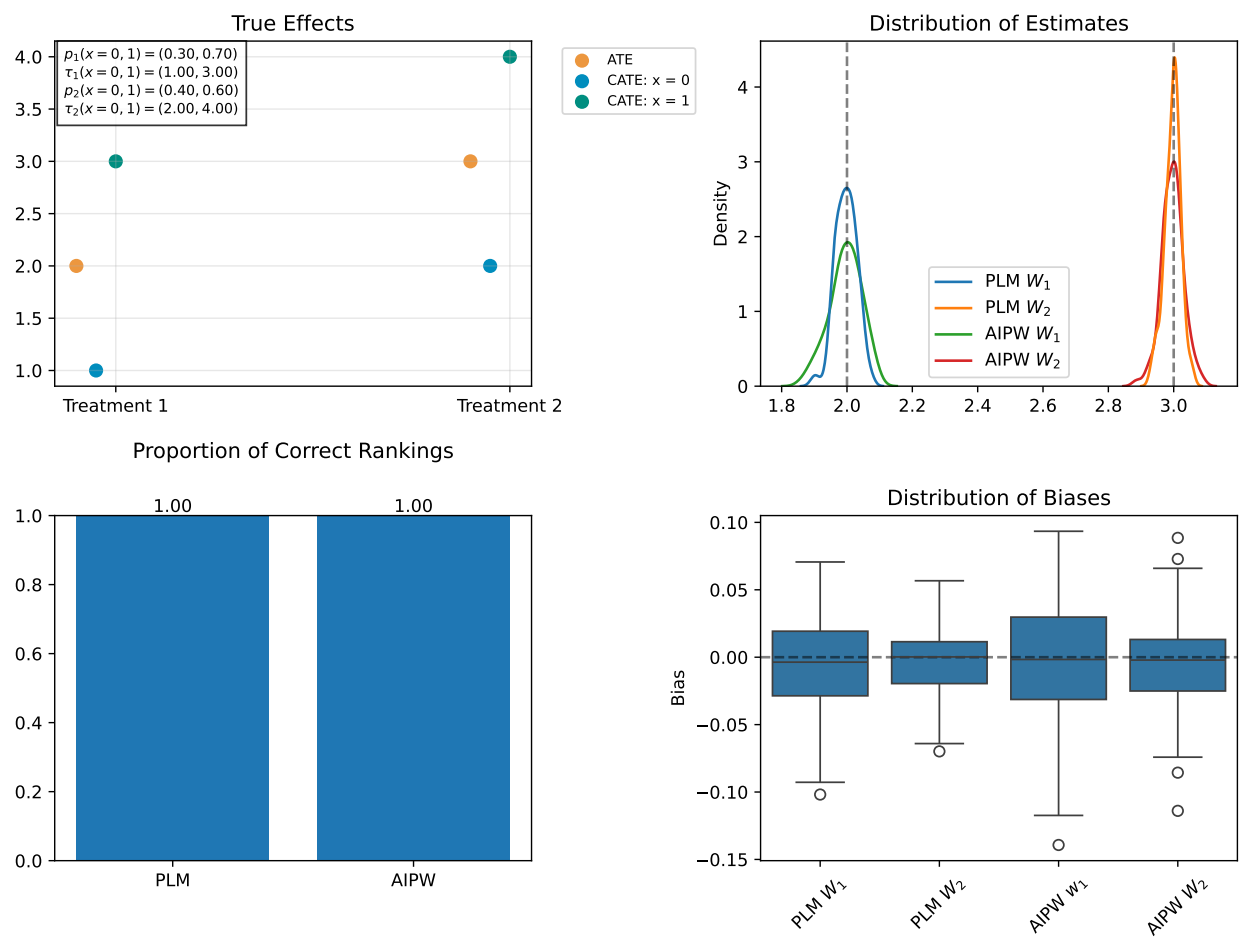 True Effects
4.0
3.5
3.0
2.5
2.0
1.5
1.0
p₁(x = 0, 1) = (0.30, 0.70)
τ₁(x = 0, 1) = (1.00, 3.00)
p₂(x = 0, 1) = (0.40, 0.60)
τ₂(x = 0, 1) = (2.00, 4.00)
Treatment 1
Treatment 2
ATE
CATE: x = 0
CATE: x = 1
Distribution of Estimates
Density
4
3
2
1
0
1.8
2.0
2.2
2.4
2.6
2.8
3.0
PLM W₁
PLM W₂
AIPW W₁
AIPW W₂
Proportion of Correct Rankings
1.0
0.8
0.6
0.4
0.2
0.0
1.00
1.00
PLM
AIPW
Distribution of Biases
Bias
0.10
0.05
0.00
−0.05
−0.10
−0.15
PLM W₁
PLM W₂
AIPW W₁
AIPW W₂